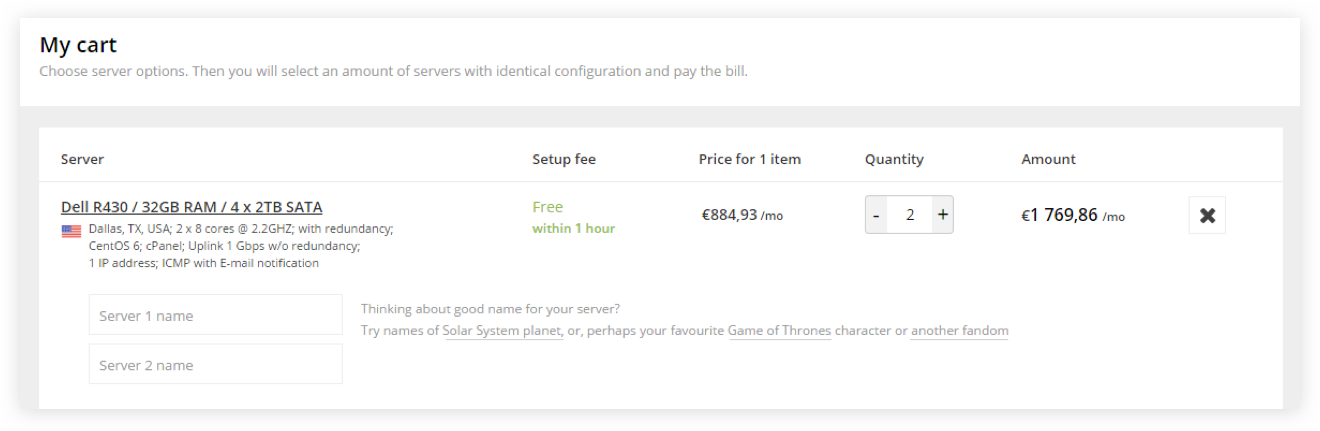 My cart
Choose server options. Then you will select an amount of servers with identical configuration and pay the bill.
Server Setup fee Price for 1 item Quantity Amount
Dell R430 / 32GB RAM / 4 x 2TB SATA Free €884,93 /mo - 2 + €1 769,86 /mo
Dallas, TX, USA; 2 x 8 cores @ 2.2GHZ; with redundancy; within 1 hour
CentOS 6; cPanel; Uplink 1 Gbps w/o redundancy;
1 IP address; ICMP with E-mail notification
Server 1 name Thinking about good name for your server?
Try names of Solar System planet, or, perhaps your favourite Game of Thrones character or another fandom
Server 2 name